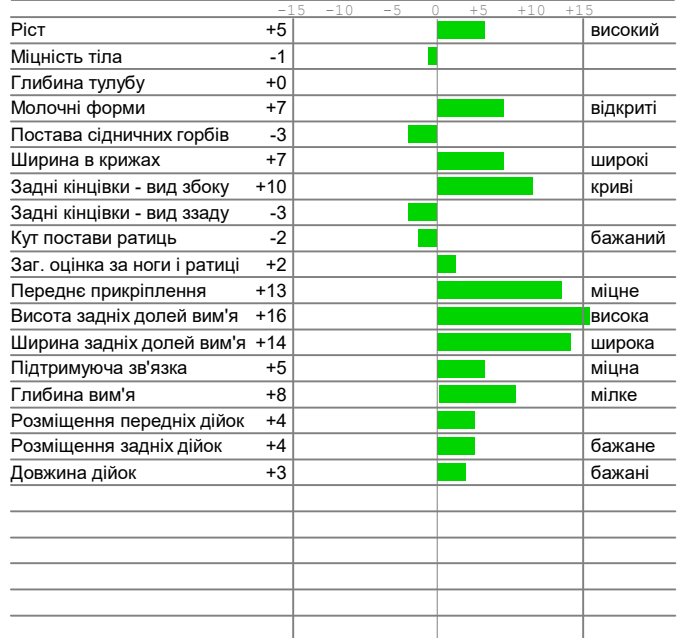 -15 -10 -5 0 +5 +10 +15
Ріст +5 високий
Міцність тіла -1
Глибина тулубу +0
Молочні форми +7 відкриті
Постава сідничних горбів -3
Ширина в крижах +7 широкі
Задні кінцівки - вид збоку +10 криві
Задні кінцівки - вид ззаду -3
Кут постави ратиць -2 бажаний
Заг. оцінка за ноги і ратиці +2
Переднє прикріплення +13 міцне
Висота задніх долей вим'я +16 висока
Ширина задніх долей вим'я +14 широка
Підтримуюча зв'язка +5 міцна
Глибина вим'я +8 мілке
Розміщення передніх дійок +4
Розміщення задніх дійок +4 бажане
Довжина дійок +3 бажані